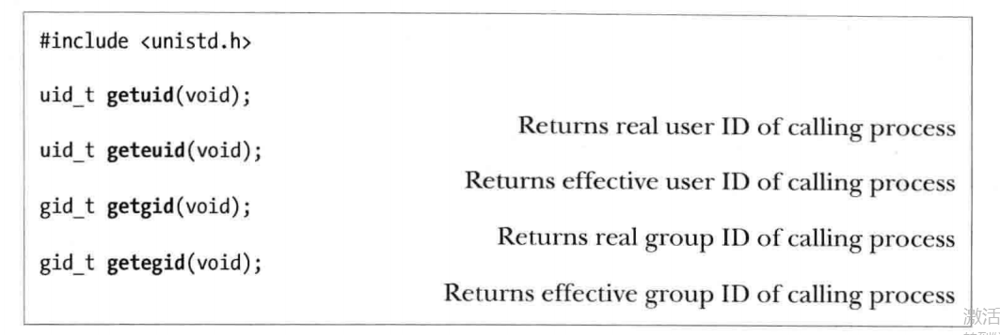 #include <unistd.h>
uid_t getuid(void);
Returns real user ID of calling process
uid_t geteuid(void);
Returns effective user ID of calling process
gid_t getgid(void);
Returns real group ID of calling process
gid_t getegid(void);
Returns effective group ID of calling process
激活